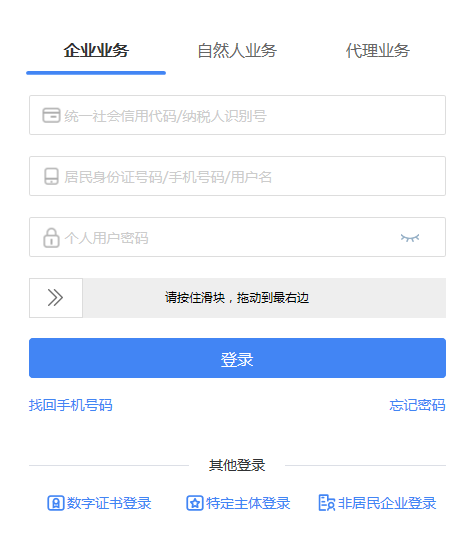 企业业务 自然人业务 代理业务
统一社会信用代码/纳税人识别号
居民身份证号码/手机号码/用户名
个人用户密码
请按住滑块，拖动到最右边
登录
找回手机号码 忘记密码
其他登录
数字证书登录 特定主体登录 非居民企业登录